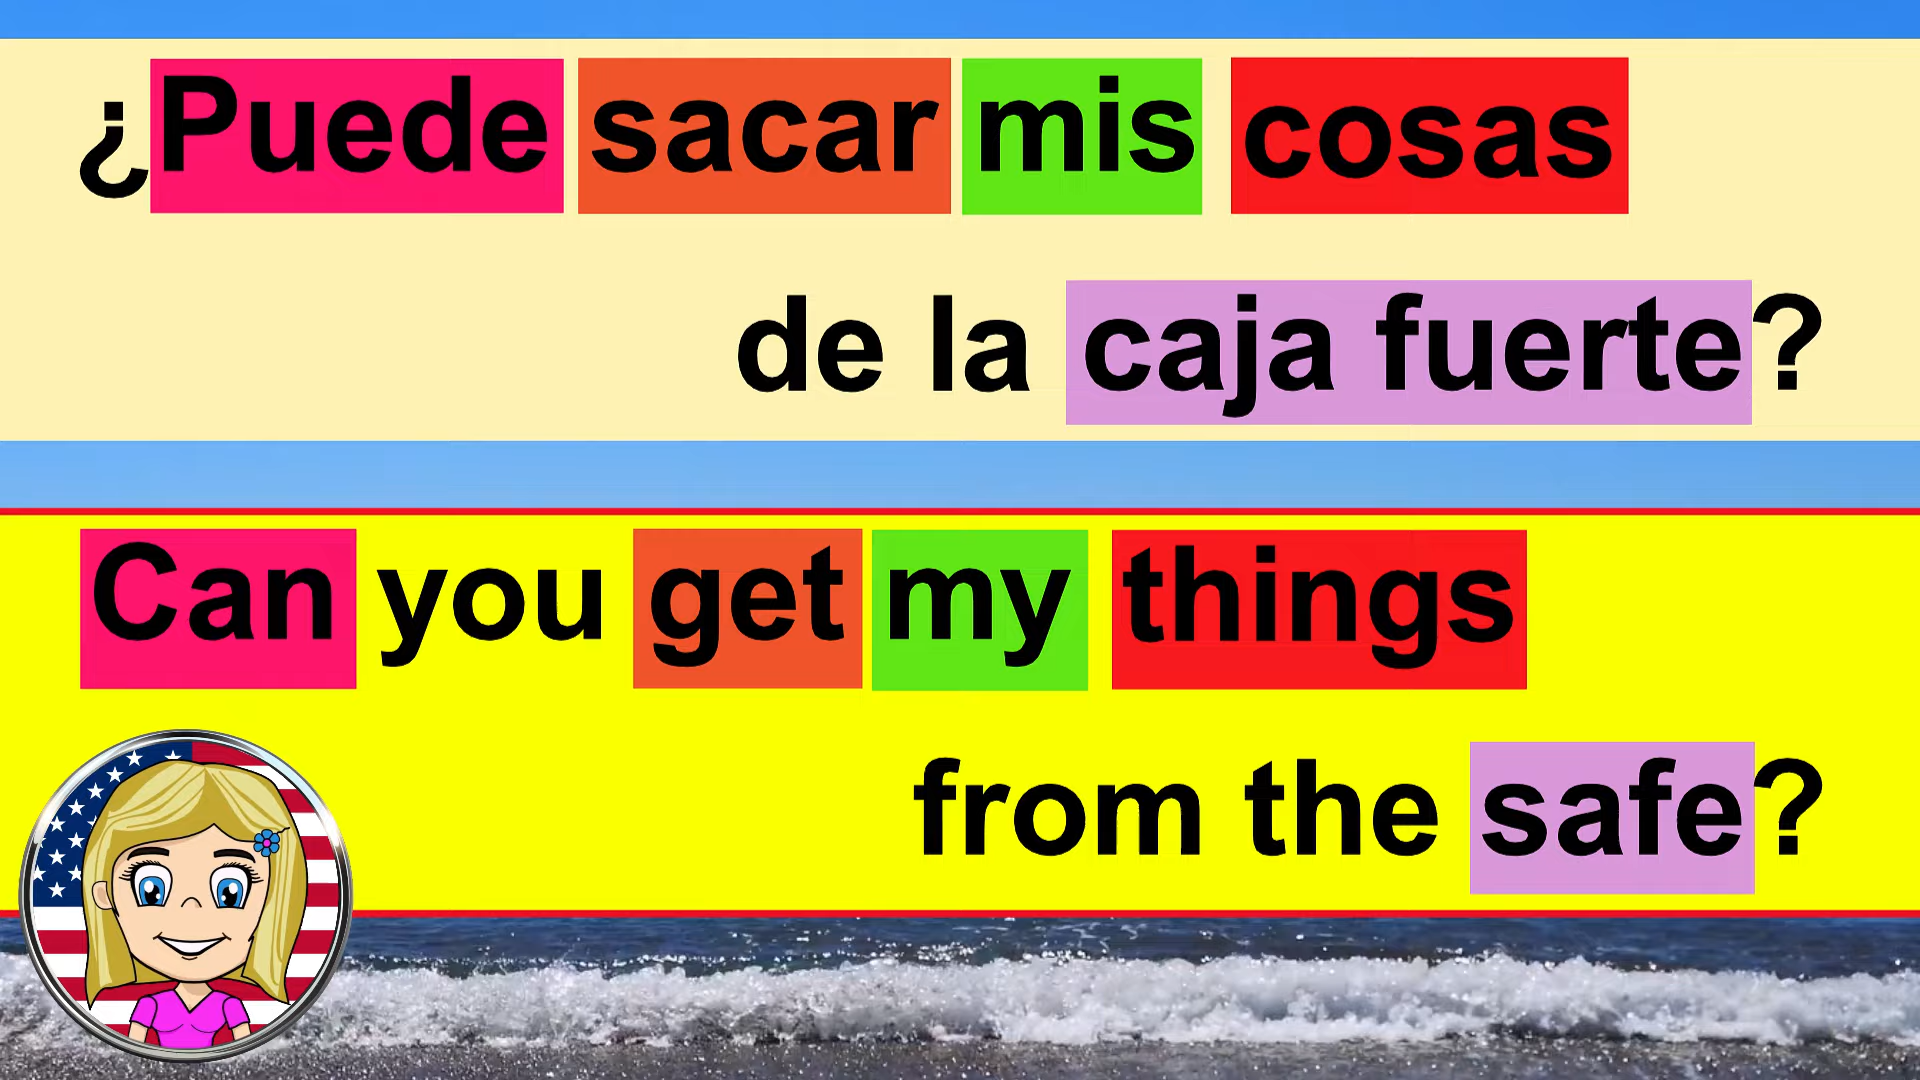 ¿Puede sacar mis cosas
de la caja fuerte?
Can you get my things
from the safe?